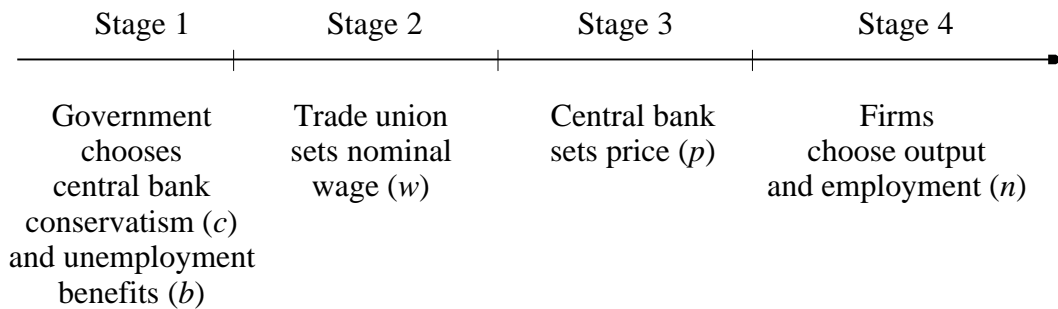 Stage 1 Stage 2 Stage 3 Stage 4
Government
chooses
central bank
conservatism (c)
and unemployment
benefits (b)
Trade union
sets nominal
wage (w)
Central bank
sets price (p)
Firms
choose output
and employment (n)